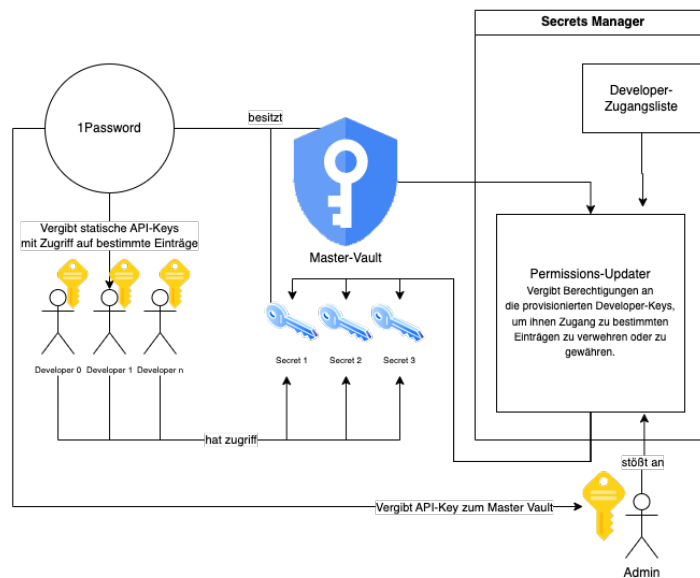 Secrets Manager
1Password
besitzt
Developer-
Zugangsliste
Vergibt statische API-Keys
mit Zugriff auf bestimmte Einträge
Master-Vault
Permissions-Updater
Vergibt Berechtigungen an
die provisionierten Developer-Keys,
um ihnen Zugang zu bestimmten
Einträgen zu verwehren oder zu
gewähren.
Developer 0
Developer 1
Developer n
Secret 1
Secret 2
Secret 3
hat zugriff
stößt an
Vergibt API-Key zum Master Vault
Admin